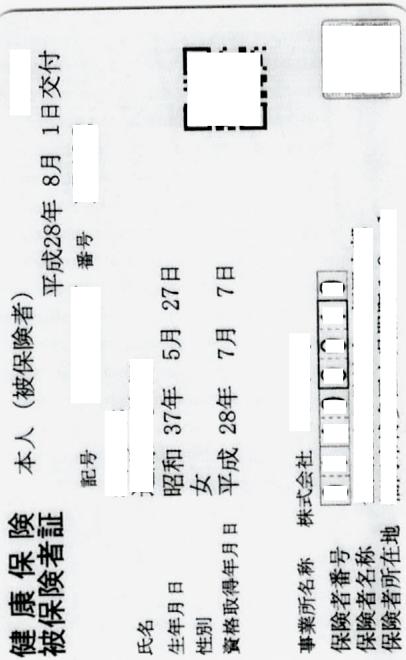 健康保険 本人（被保険者）
被保険者証 平成28年 8月 1日交付
記号 番号
氏名
生年月日 昭和 37年 5月 27日
性別 女
資格取得年月日 平成 28年 7月 7日
事業所名称 株式会社
保険者番号
保険者名称
保険者所在地